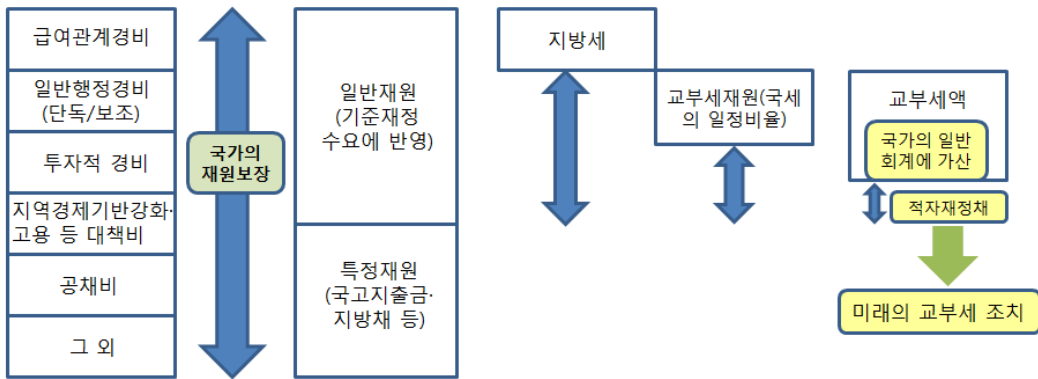 급여관계경비
일반행정경비
(단독/보조)
투자적 경비
지역경제기반강화·
고용 등 대책비
공채비
그 외
국가의
재원보장
일반재원
(기준재정
수요에 반영)
특정재원
(국고지출금·
지방채 등)
지방세
교부세재원(국세
의 일정비율)
교부세액
국가의 일반
회계에 가산
적자재정채
미래의 교부세 조치